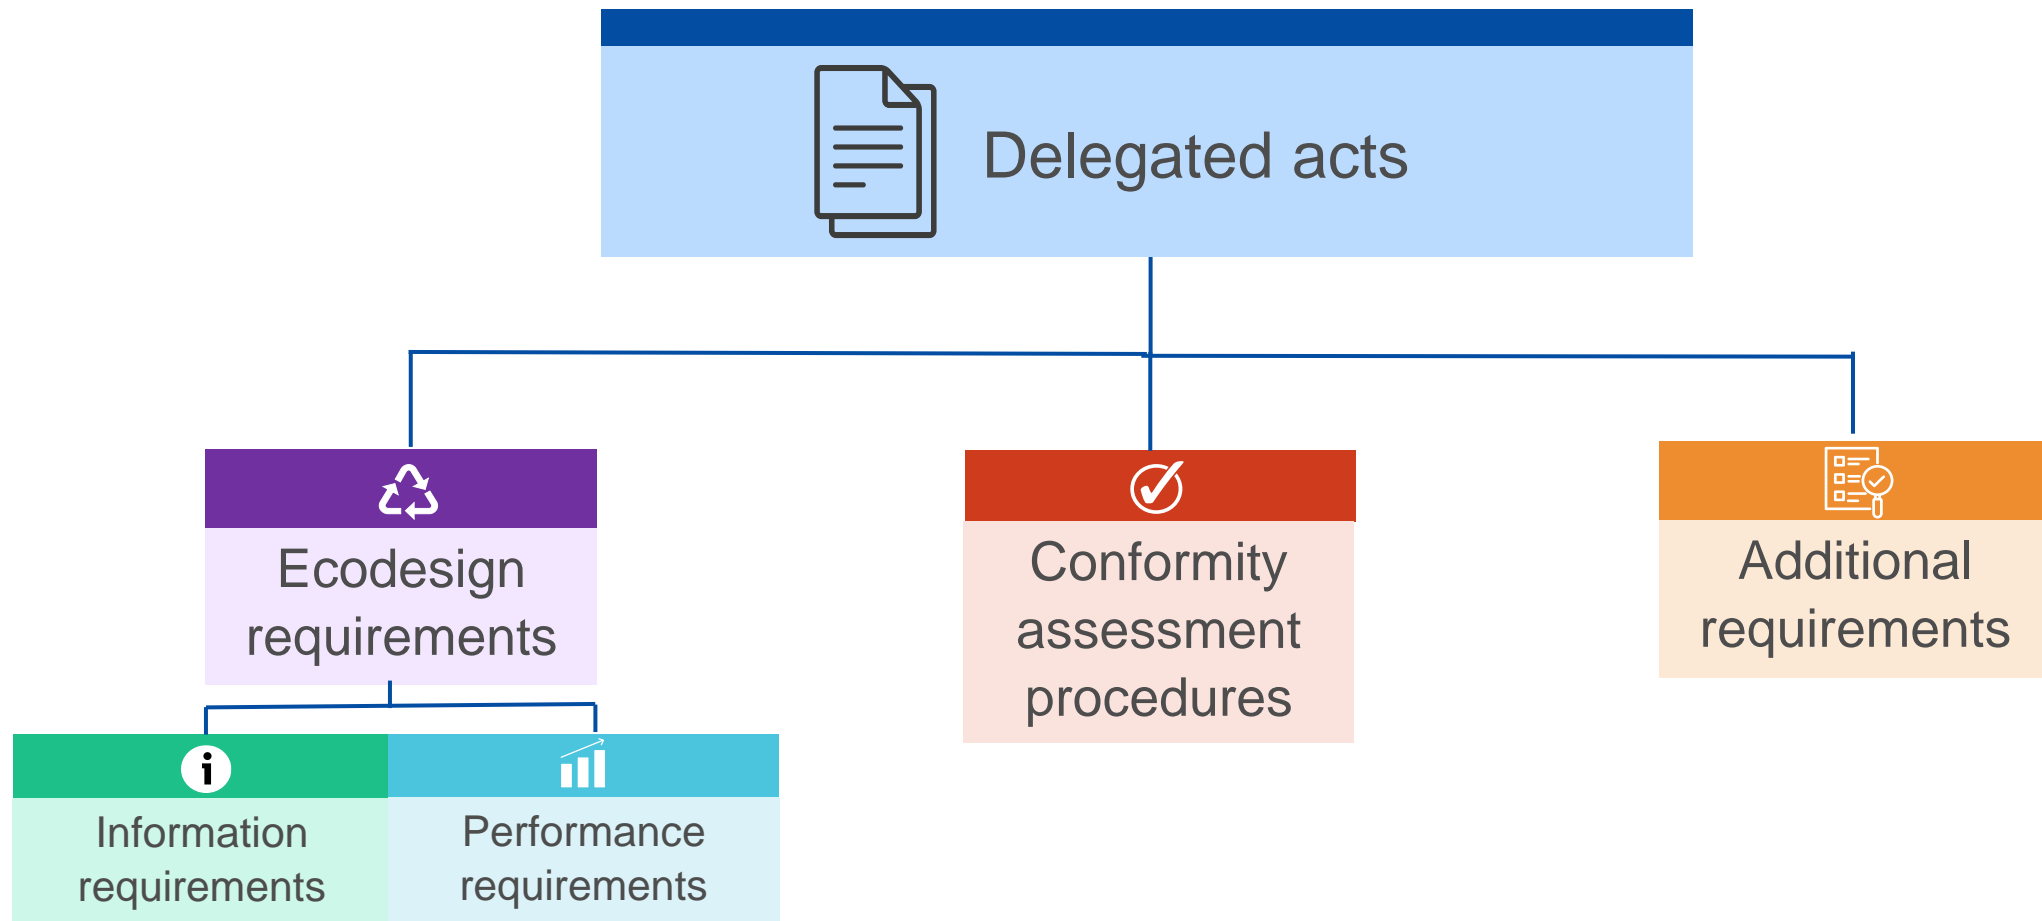 Delegated acts
Ecodesign
requirements
Conformity
assessment
procedures
Additional
requirements
Information
requirements
Performance
requirements